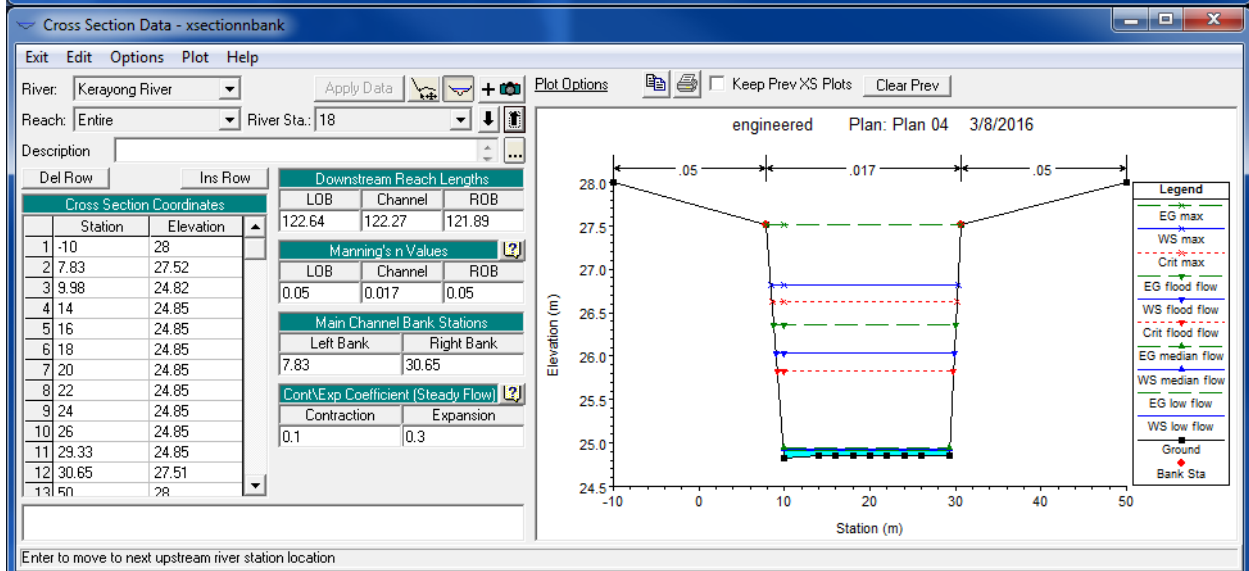 Cross Section Data - xsectionnbank
Exit Edit Options Plot Help
River: Kerayong River Apply Data + Plot Options Keep Prev XS Plots Clear Prev
Reach: Entire River Sta.: 18
Description ...
Del Row Ins Row
Cross Section Coordinates
Station Elevation
1 -10 28
2 7.83 27.52
3 9.98 24.82
4 14 24.85
5 16 24.85
6 18 24.85
7 20 24.85
8 22 24.85
9 24 24.85
10 26 24.85
11 29.33 24.85
12 30.65 27.51
13 50 28
Downstream Reach Lengths
LOB Channel ROB
122.64 122.27 121.89
Manning's n Values
LOB Channel ROB
0.05 0.017 0.05
Main Channel Bank Stations
Left Bank Right Bank
7.83 30.65
Cont\Exp Coefficient (Steady Flow)
Contraction Expansion
0.1 0.3
engineered Plan: Plan 04 3/8/2016
.05 .017 .05
28.0
27.5
27.0
26.5
26.0
25.5
25.0
24.5
Elevation (m)
-10 0 10 20 30 40 50
Station (m)
Legend
EG max
WS max
Crit max
EG flood flow
WS flood flow
Crit flood flow
EG median flow
WS median flow
EG low flow
WS low flow
Ground
Bank Sta
Enter to move to next upstream river station location